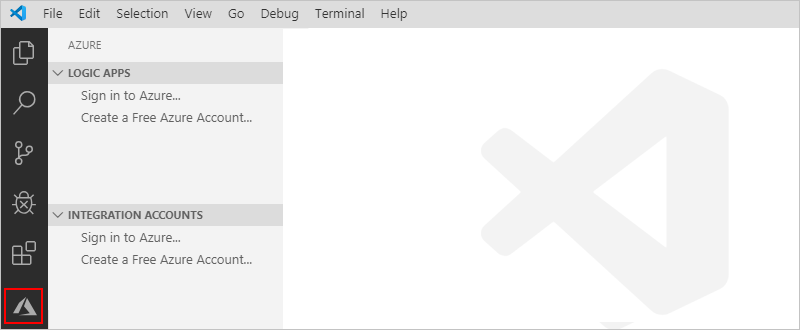 File Edit Selection View Go Debug Terminal Help
AZURE
LOGIC APPS
Sign in to Azure...
Create a Free Azure Account...
INTEGRATION ACCOUNTS
Sign in to Azure...
Create a Free Azure Account...